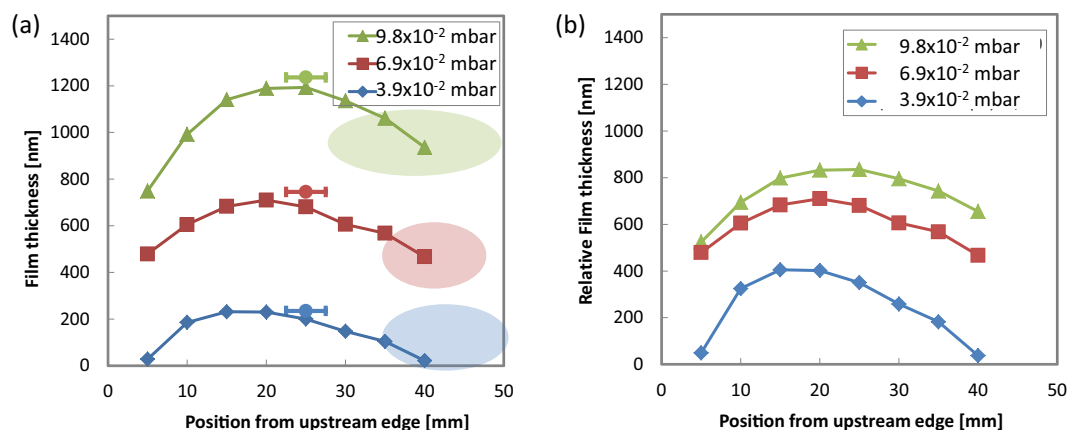 (a)
1400
1200
1000
800
600
400
200
0
Film thickness [nm]
9.8x10⁻² mbar
6.9x10⁻² mbar
3.9x10⁻² mbar
0 10 20 30 40 50
Position from upstream edge [mm]
(b)
1400
1200
1000
800
600
400
200
0
Relative Film thickness [nm]
9.8x10⁻² mbar
6.9x10⁻² mbar
3.9x10⁻² mbar
0 10 20 30 40 50
Position from upstream edge [mm]